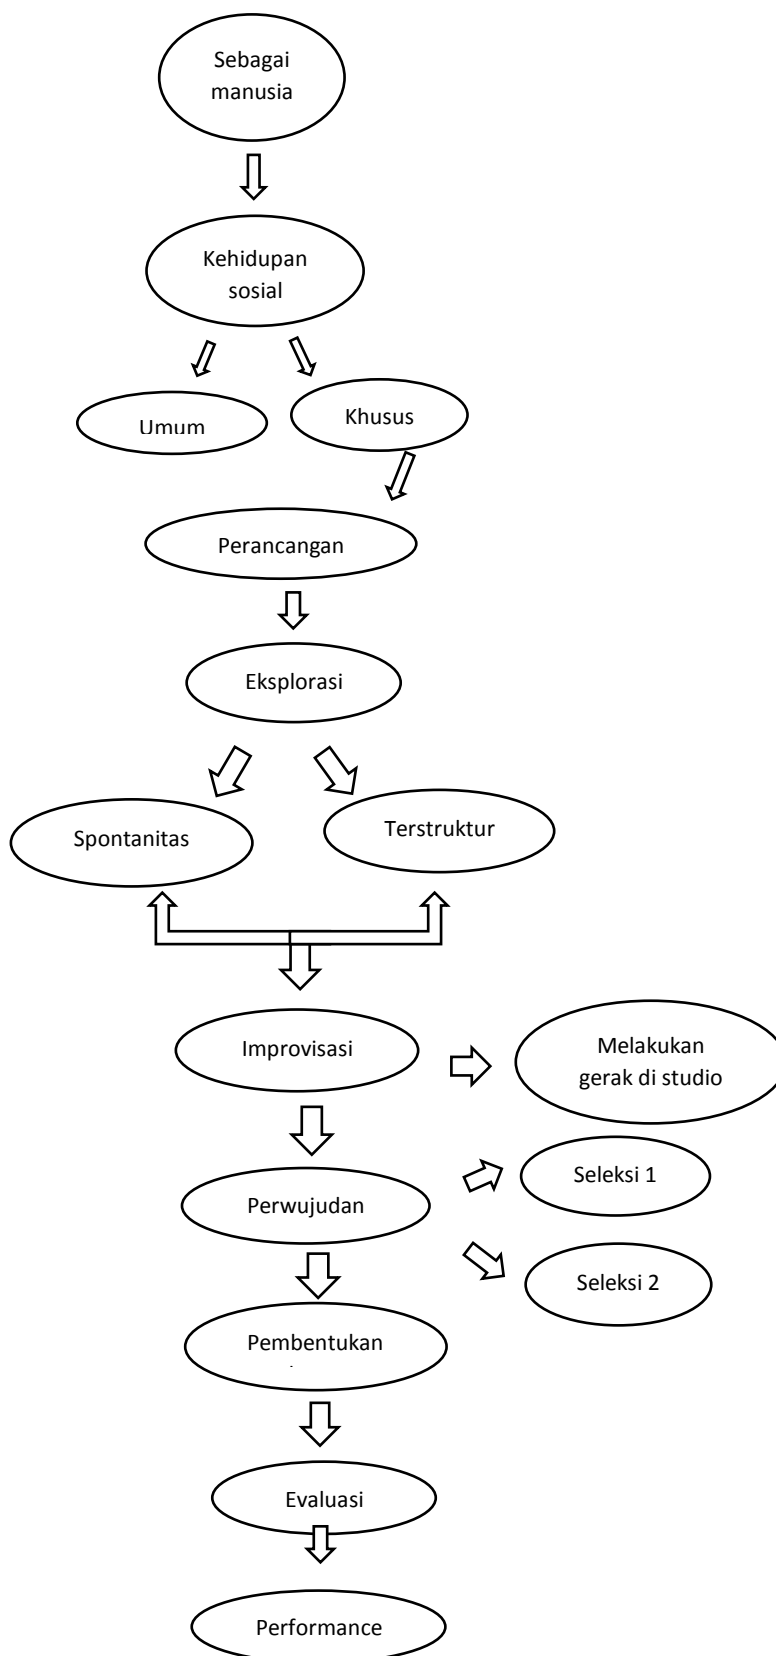 Sebagai
manusia
Kehidupan
sosial
Umum
Khusus
Perancangan
Eksplorasi
Spontanitas
Terstruktur
Improvisasi
Melakukan
gerak di studio
Perwujudan
Seleksi 1
Seleksi 2
Pembentukan
Evaluasi
Performance